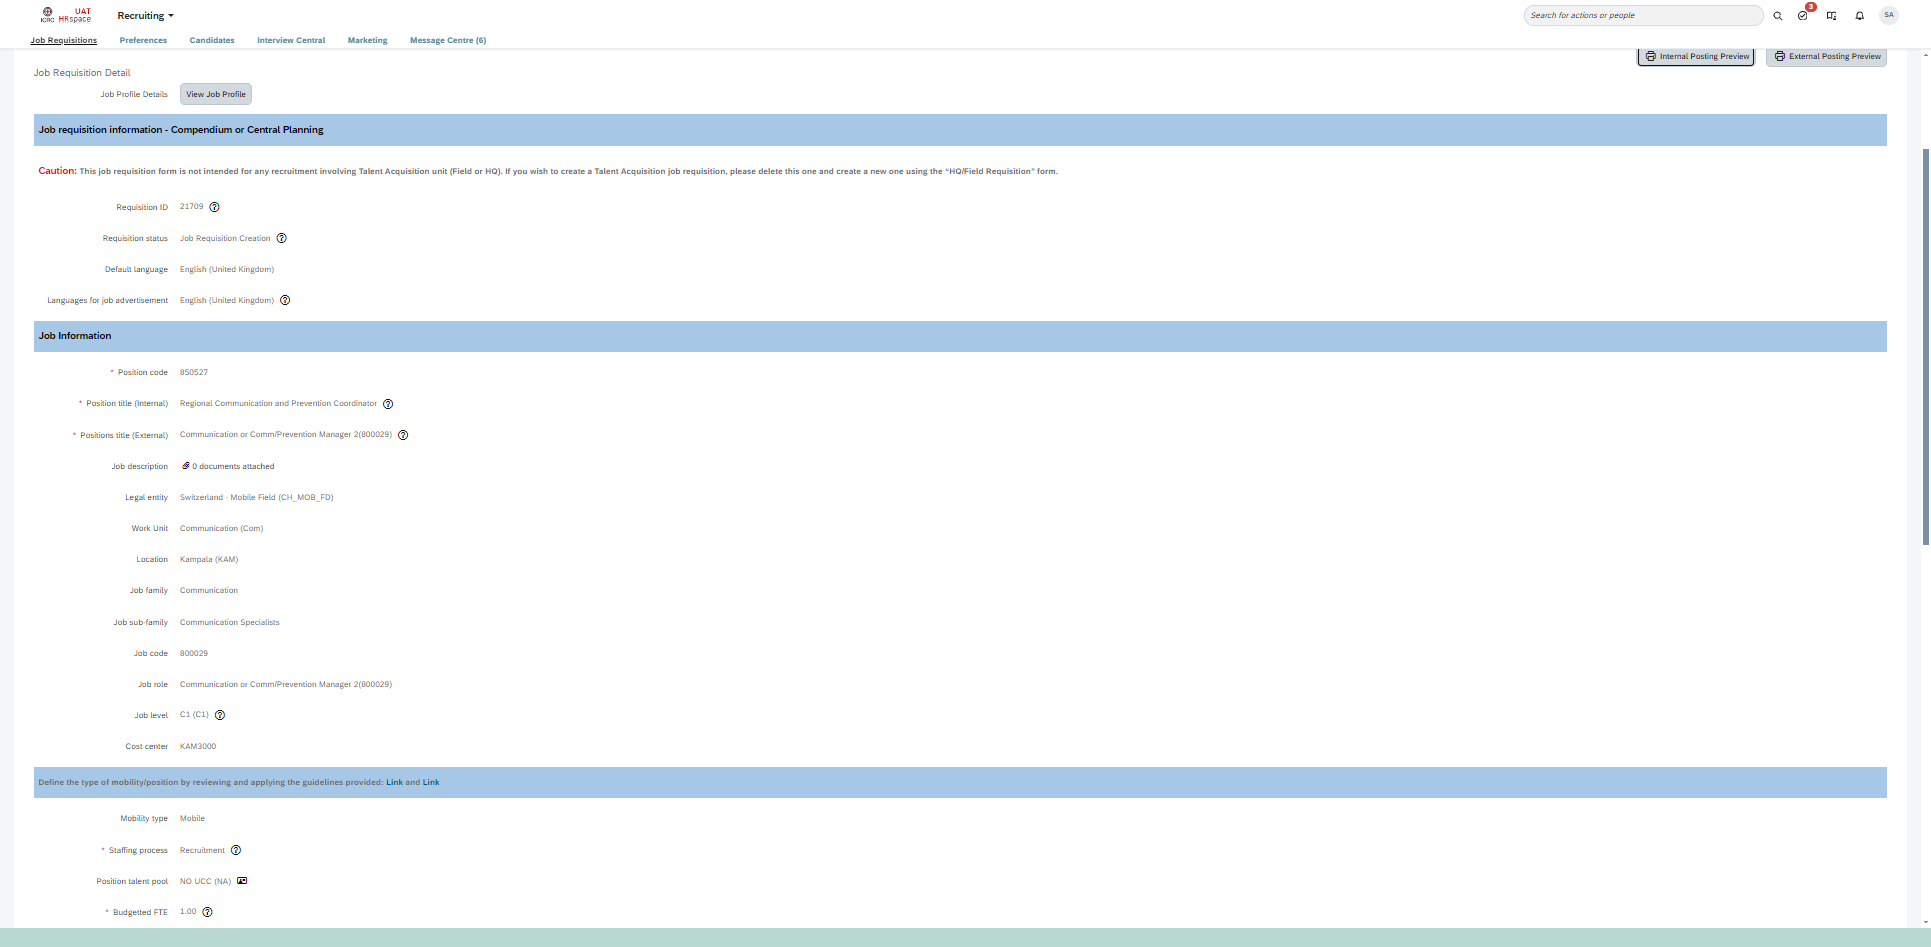 UAT
ICRC HRspace
Recruiting
Search for actions or people
3
SA
Job Requisitions
Preferences
Candidates
Interview Central
Marketing
Message Centre (6)
Internal Posting Preview
External Posting Preview
Job Requisition Detail
Job Profile Details View Job Profile
Job requisition information - Compendium or Central Planning
Caution: This job requisition form is not intended for any recruitment involving Talent Acquisition unit (Field or HQ). If you wish to create a Talent Acquisition job requisition, please delete this one and create a new one using the "HQ/Field Requisition" form.
Requisition ID 21709
Requisition status Job Requisition Creation
Default language English (United Kingdom)
Languages for job advertisement English (United Kingdom)
Job Information
* Position code 850527
* Position title (Internal) Regional Communication and Prevention Coordinator
* Positions title (External) Communication or Comm/Prevention Manager 2(800029)
Job description 0 documents attached
Legal entity Switzerland - Mobile Field (CH_MOB_FD)
Work Unit Communication (Com)
Location Kampala (KAM)
Job family Communication
Job sub-family Communication Specialists
Job code 800029
Job role Communication or Comm/Prevention Manager 2(800029)
Job level C1 (C1)
Cost center KAM3000
Define the type of mobility/position by reviewing and applying the guidelines provided: Link and Link
Mobility type Mobile
* Staffing process Recruitment
Position talent pool NO UCC (NA)
* Budgetted FTE 1.00